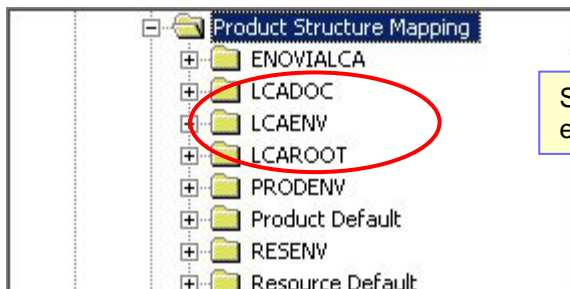 Product Structure Mapping
ENOVIALCA
LCADOC
LCAENV
LCAROOT
PRODENV
Product Default
RESENV
Resource Default